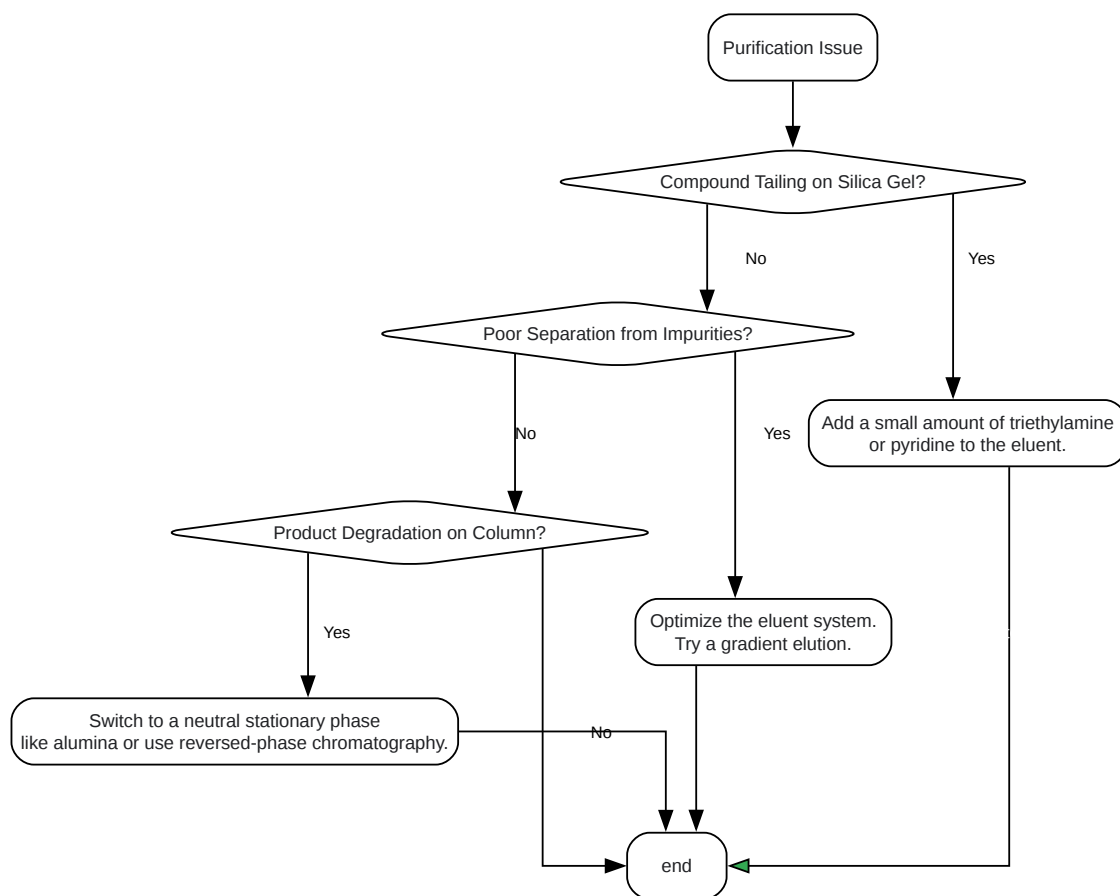 Purification Issue
Compound Tailing on Silica Gel?
No
Yes
Poor Separation from Impurities?
Add a small amount of triethylamine
or pyridine to the eluent.
No
Yes
Product Degradation on Column?
Optimize the eluent system.
Try a gradient elution.
Yes
Switch to a neutral stationary phase
like alumina or use reversed-phase chromatography.
No
end